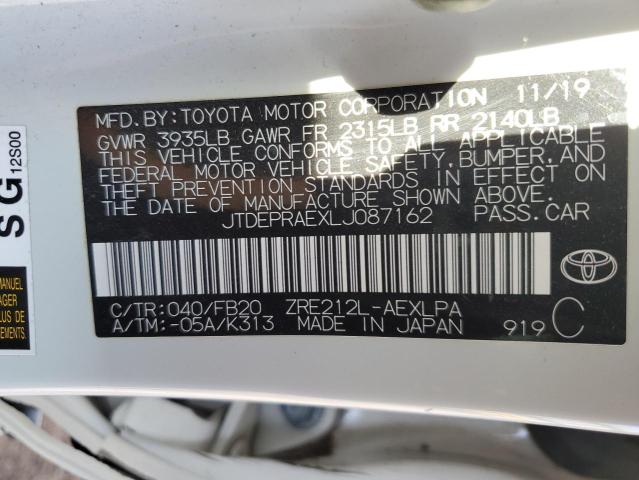 MFD. BY: TOYOTA MOTOR CORPORATION 11/19
GVWR 3935LB GAWR FR 2315LB RR 2140LB
THIS VEHICLE CONFORMS TO ALL APPLICABLE
FEDERAL MOTOR VEHICLE SAFETY, BUMPER, AND
THEFT PREVENTION STANDARDS IN EFFECT ON
THE DATE OF MANUFACTURE SHOWN ABOVE.
JTDEPRAEXLJ087162 PASS.CAR
C/TR: 040/FB20 ZRE212L-AEXLPA
A/TM: -05A/K313 MADE IN JAPAN 919 C
SG 12S00
MANUEL